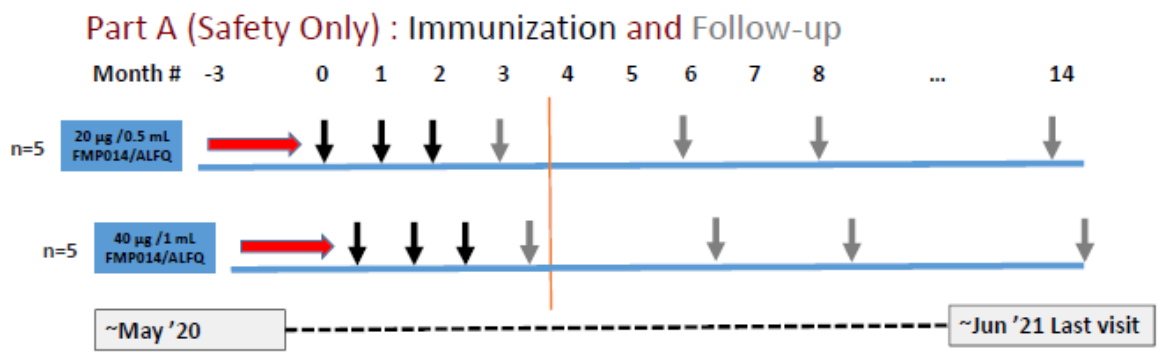 Part A (Safety Only) : Immunization and Follow-up
Month # -3 0 1 2 3 4 5 6 7 8 ... 14
n=5
20 µg /0.5 mL
FMP014/ALFQ
n=5
40 µg /1 mL
FMP014/ALFQ
~May '20
~Jun '21 Last visit